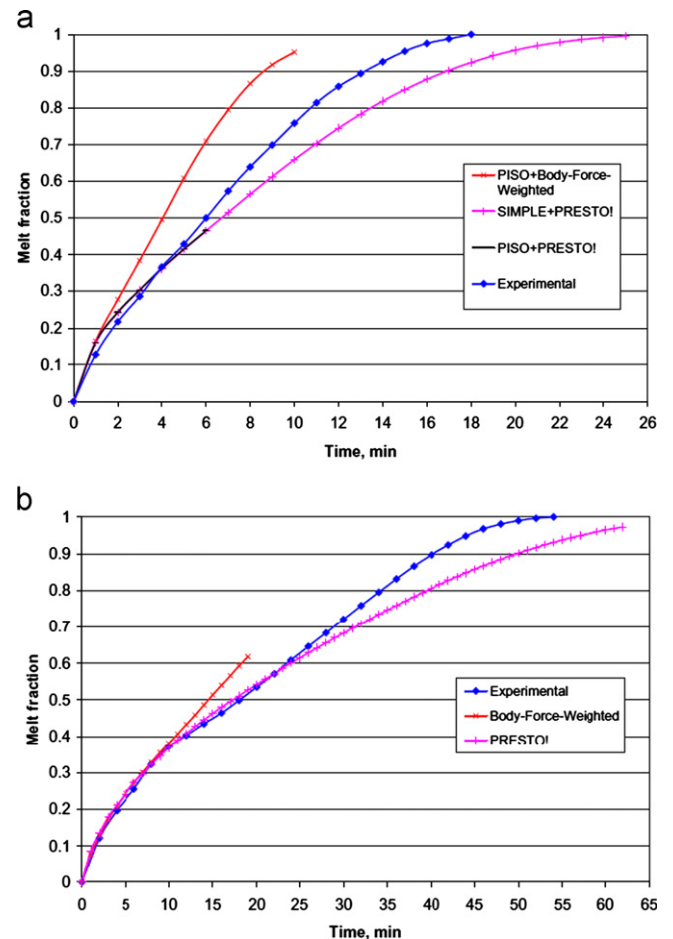 a
1
0.9
0.8
0.7
0.6
0.5
0.4
0.3
0.2
0.1
0
Melt fraction
PISO+Body-Force-
Weighted
SIMPLE+PRESTO!
PISO+PRESTO!
Experimental
0 2 4 6 8 10 12 14 16 18 20 22 24 26
Time, min
b
1
0.9
0.8
0.7
0.6
0.5
0.4
0.3
0.2
0.1
0
Melt fraction
Experimental
Body-Force-Weighted
PRESTO!
0 5 10 15 20 25 30 35 40 45 50 55 60 65
Time, min